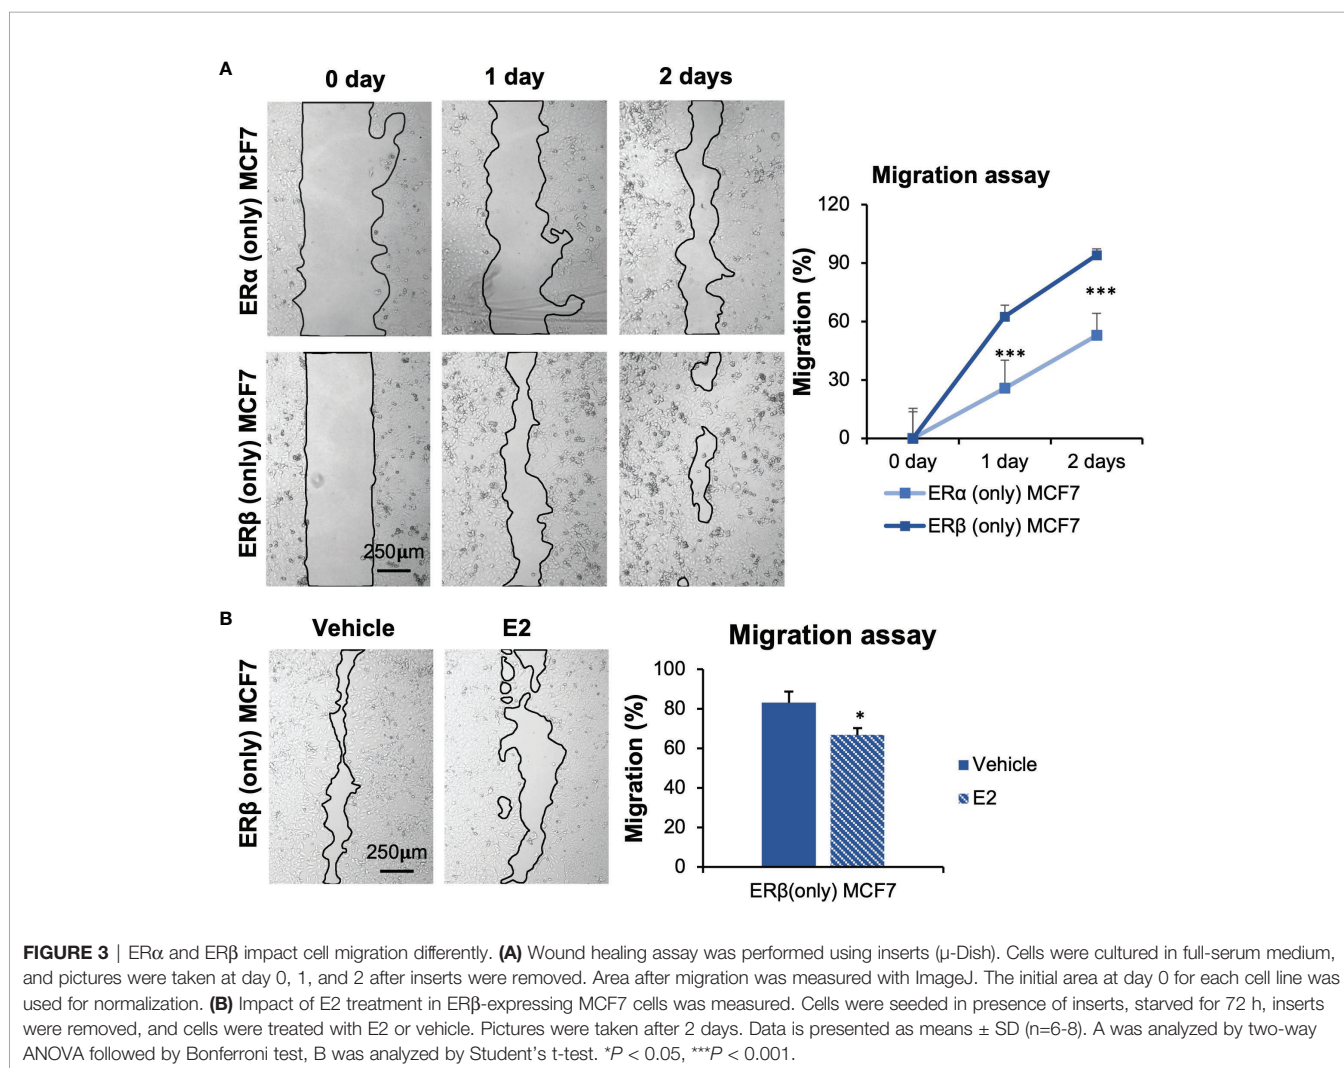 A
0 day
1 day
2 days
ERα (only) MCF7
ERβ (only) MCF7
250μm
Migration assay
Migration (%)
120
90
60
30
0
***
***
0 day
1 day
2 days
ERα (only) MCF7
ERβ (only) MCF7
B
Vehicle
E2
ERβ (only) MCF7
250μm
Migration assay
Migration (%)
100
80
60
40
20
0
*
ERβ(only) MCF7
Vehicle
E2
FIGURE 3 | ERα and ERβ impact cell migration differently. (A) Wound healing assay was performed using inserts (μ-Dish). Cells were cultured in full-serum medium,
and pictures were taken at day 0, 1, and 2 after inserts were removed. Area after migration was measured with ImageJ. The initial area at day 0 for each cell line was
used for normalization. (B) Impact of E2 treatment in ERβ-expressing MCF7 cells was measured. Cells were seeded in presence of inserts, starved for 72 h, inserts
were removed, and cells were treated with E2 or vehicle. Pictures were taken after 2 days. Data is presented as means ± SD (n=6-8). A was analyzed by two-way
ANOVA followed by Bonferroni test, B was analyzed by Student’s t-test. *P < 0.05, ***P < 0.001.